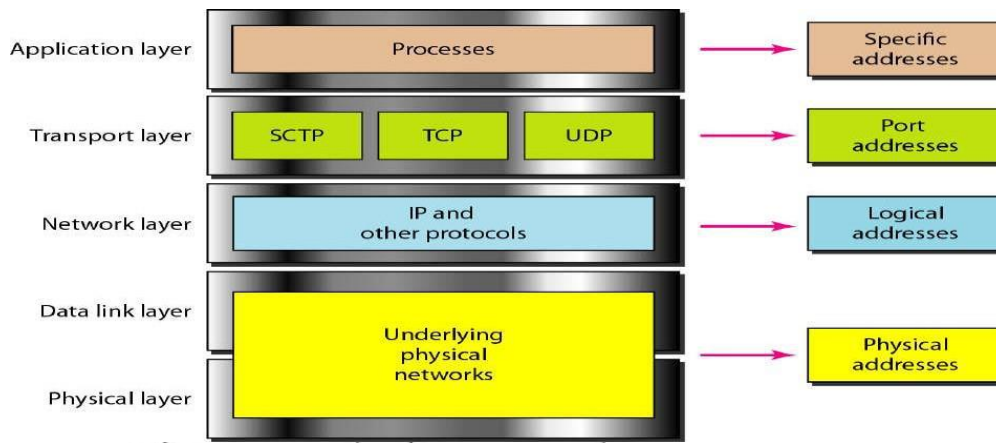 Application layer
Processes
Specific
addresses
Transport layer
SCTP
TCP
UDP
Port
addresses
Network layer
IP and
other protocols
Logical
addresses
Data link layer
Underlying
physical
networks
Physical
addresses
Physical layer